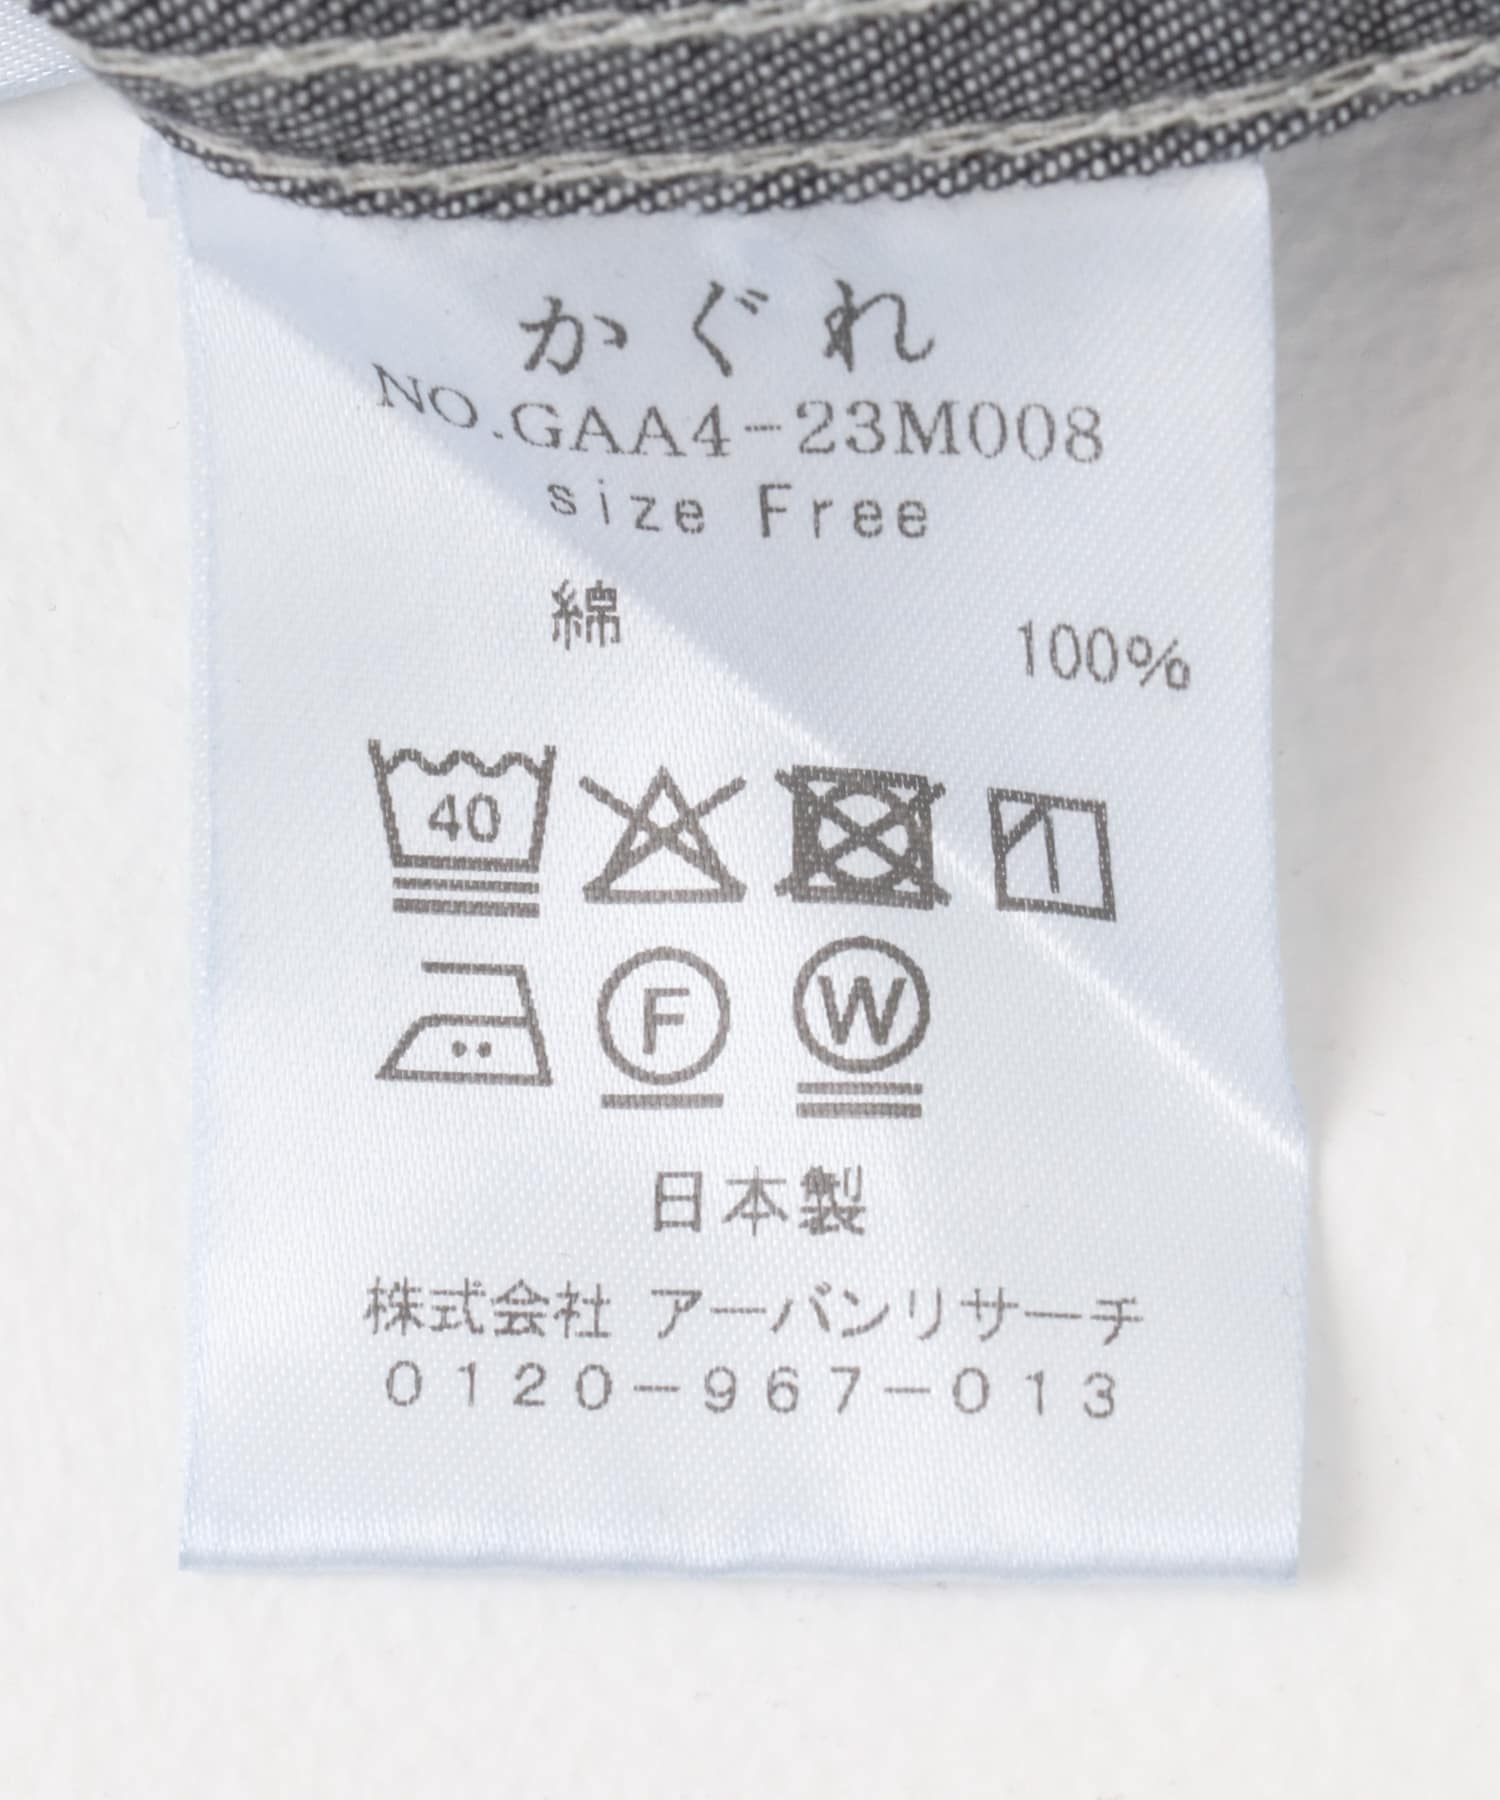 かぐれ
NO.GAA4-23M008
size Free
綿 100%
40
F W
日本製
株式会社 アーバンリサーチ
0120-967-013